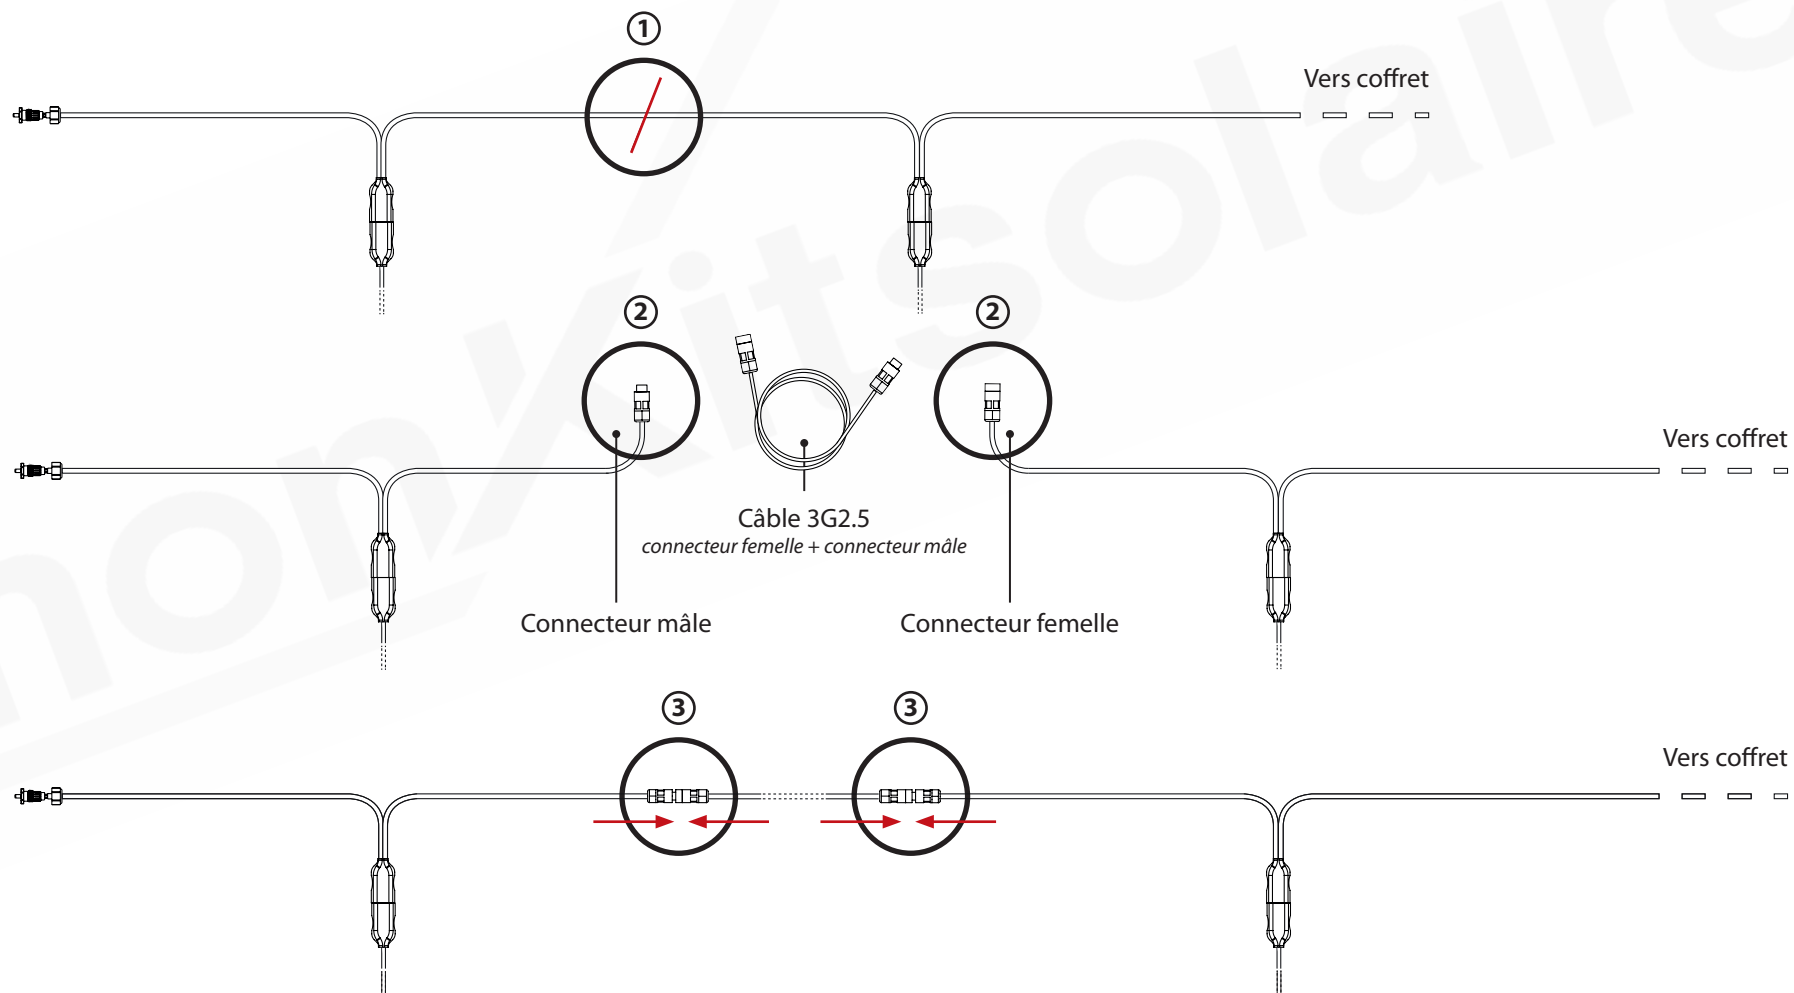 1
Vers coffret
2
2
Vers coffret
Câble 3G2.5
connecteur femelle + connecteur mâle
Connecteur mâle
Connecteur femelle
3
3
Vers coffret
monKitsolaire